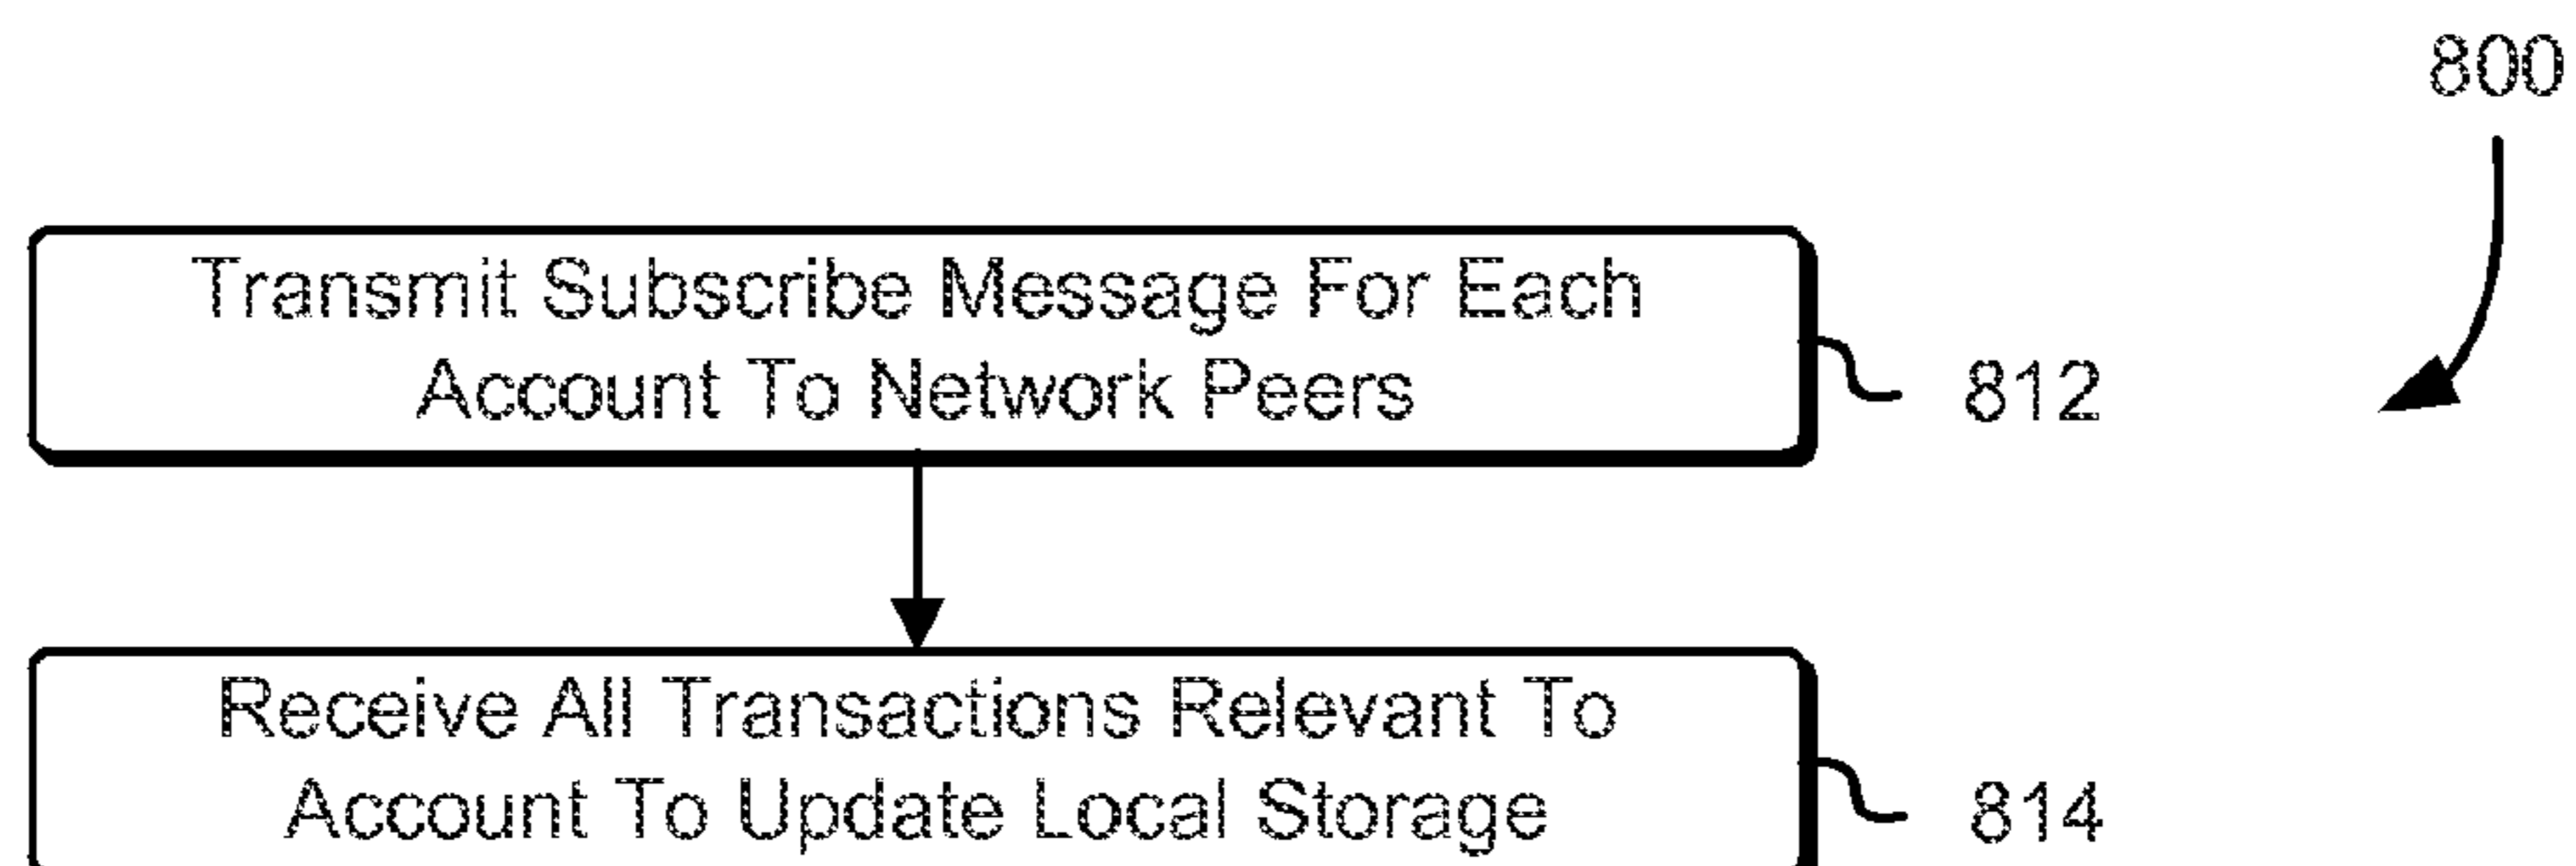 800
Transmit Subscribe Message For Each
Account To Network Peers
812
Receive All Transactions Relevant To
Account To Update Local Storage
814